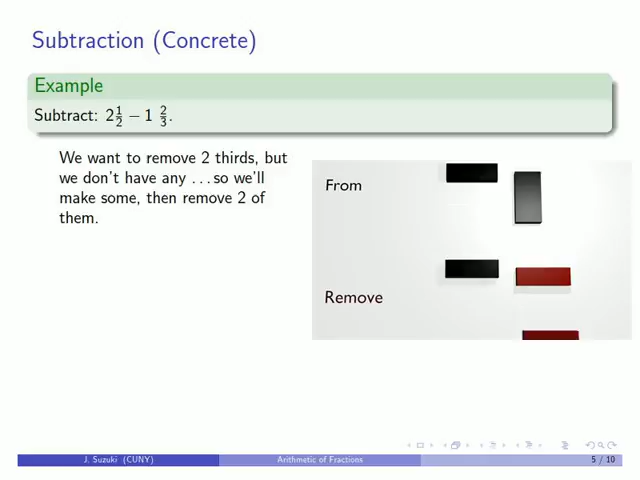 Subtraction (Concrete)
Example
Subtract: 2 1/2 − 1 2/3.
We want to remove 2 thirds, but
we don't have any ... so we'll
make some, then remove 2 of
them.
From
Remove
J. Suzuki (CUNY)
Arithmetic of Fractions
5 / 10